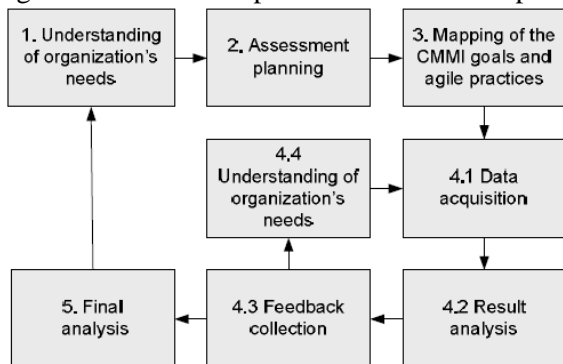 1. Understanding
of organization's
needs
2. Assessment
planning
3. Mapping of the
CMMI goals and
agile practices
4.4
Understanding of
organization's
needs
4.1 Data
acquisition
5. Final
analysis
4.3 Feedback
collection
4.2 Result
analysis